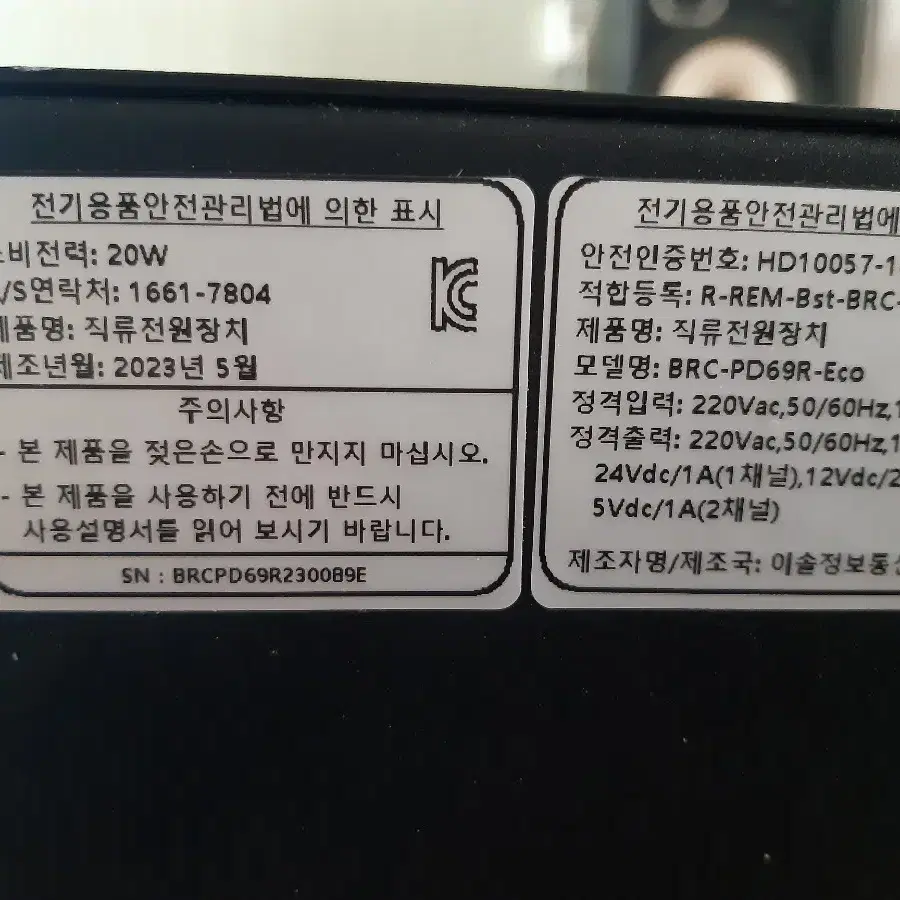 전기용품안전관리법에 의한 표시
비전력: 20W
/S연락처: 1661-7804
제품명: 직류전원장치
제조년월: 2023년 5월
주의사항
- 본 제품을 젖은손으로 만지지 마십시오.
- 본 제품을 사용하기 전에 반드시
사용설명서틀 읽어 보시기 바랍니다.
SN : BRCPD69R230089E
전기용품안전관리법에
안전인증번호: HD10057-1
적합등록: R-REM-Bst-BRC-
제품명: 직류전원장치
모델명: BRC-PD69R-Eco
정격입력: 220Vac,50/60Hz,1
정격출력: 220Vac,50/60Hz,1
24Vdc/1A(1채널),12Vdc/2
5Vdc/1A(2채널)
제조자명/제조국: 이솔정보통신